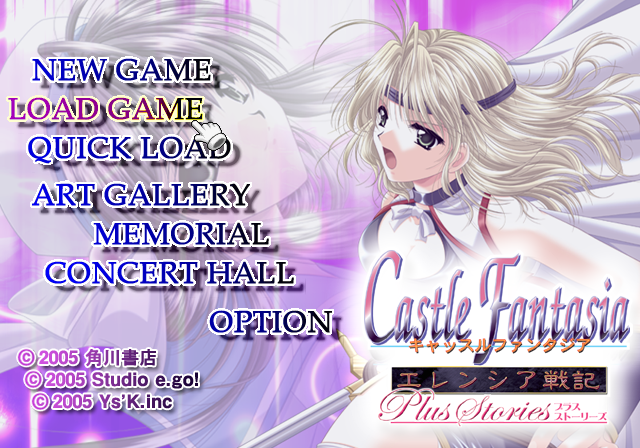 NEW GAME
LOAD GAME
QUICK LOAD
ART GALLERY
MEMORIAL
CONCERT HALL
OPTION
Castle Fantasia
キャッスルファンタジア
エレンシア戦記
Plus Stories プラス ストーリーズ
© 2005 角川書店
© 2005 Studio e.go!
© 2005 Ys'K.inc